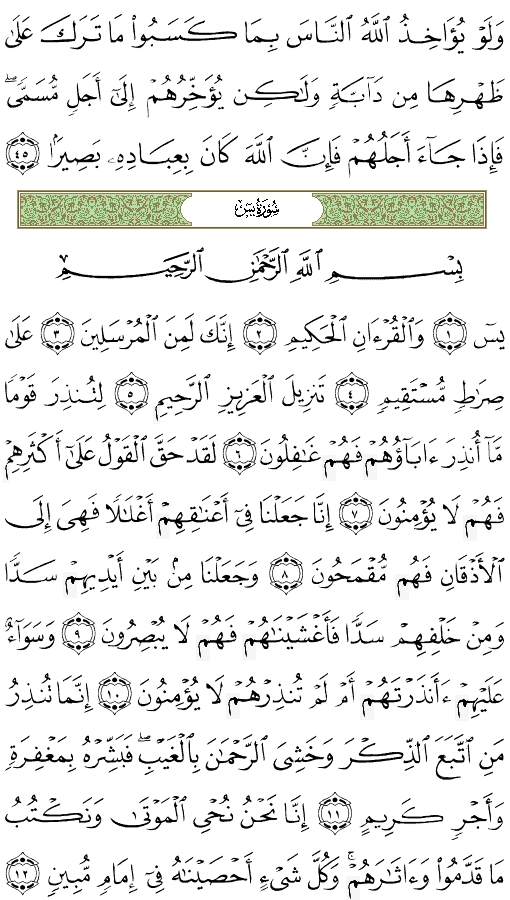 وَلَوْ يُؤَاخِذُ ٱللَّهُ ٱلنَّاسَ بِمَا كَسَبُوا۟ مَا تَرَكَ عَلَىٰ
ظَهْرِهَا مِن دَآبَّةٍ وَلَٰكِن يُؤَخِّرُهُمْ إِلَىٰٓ أَجَلٍ مُّسَمًّى ۖ
فَإِذَا جَآءَ أَجَلُهُمْ فَإِنَّ ٱللَّهَ كَانَ بِعِبَادِهِۦ بَصِيرًۢا ٤٥
سُورَةُ يسٓ
بِسْمِ ٱللَّهِ ٱلرَّحْمَٰنِ ٱلرَّحِيمِ
يسٓ ١ وَٱلْقُرْءَانِ ٱلْحَكِيمِ ٢ إِنَّكَ لَمِنَ ٱلْمُرْسَلِينَ ٣ عَلَىٰ
صِرَٰطٍ مُّسْتَقِيمٍ ٤ تَنزِيلَ ٱلْعَزِيزِ ٱلرَّحِيمِ ٥ لِتُنذِرَ قَوْمًا
مَّآ أُنذِرَ ءَابَآؤُهُمْ فَهُمْ غَٰفِلُونَ ٦ لَقَدْ حَقَّ ٱلْقَوْلُ عَلَىٰٓ أَكْثَرِهِمْ
فَهُمْ لَا يُؤْمِنُونَ ٧ إِنَّا جَعَلْنَا فِىٓ أَعْنَٰقِهِمْ أَغْلَٰلًا فَهِىَ إِلَى
ٱلْأَذْقَانِ فَهُم مُّقْمَحُونَ ٨ وَجَعَلْنَا مِنۢ بَيْنِ أَيْدِيهِمْ سَدًّا
وَمِنْ خَلْفِهِمْ سَدًّا فَأَغْشَيْنَٰهُمْ فَهُمْ لَا يُبْصِرُونَ ٩ وَسَوَآءٌ
عَلَيْهِمْ ءَأَنذَرْتَهُمْ أَمْ لَمْ تُنذِرْهُمْ لَا يُؤْمِنُونَ ١٠ إِنَّمَا تُنذِرُ
مَنِ ٱتَّبَعَ ٱلذِّكْرَ وَخَشِىَ ٱلرَّحْمَٰنَ بِٱلْغَيْبِ ۖ فَبَشِّرْهُ بِمَغْفِرَةٍ
وَأَجْرٍ كَرِيمٍ ١١ إِنَّا نَحْنُ نُحْىِ ٱلْمَوْتَىٰ وَنَكْتُبُ
مَا قَدَّمُوا۟ وَءَاثَٰرَهُمْ ۚ وَكُلَّ شَىْءٍ أَحْصَيْنَٰهُ فِىٓ إِمَامٍ مُّبِينٍ ١٢